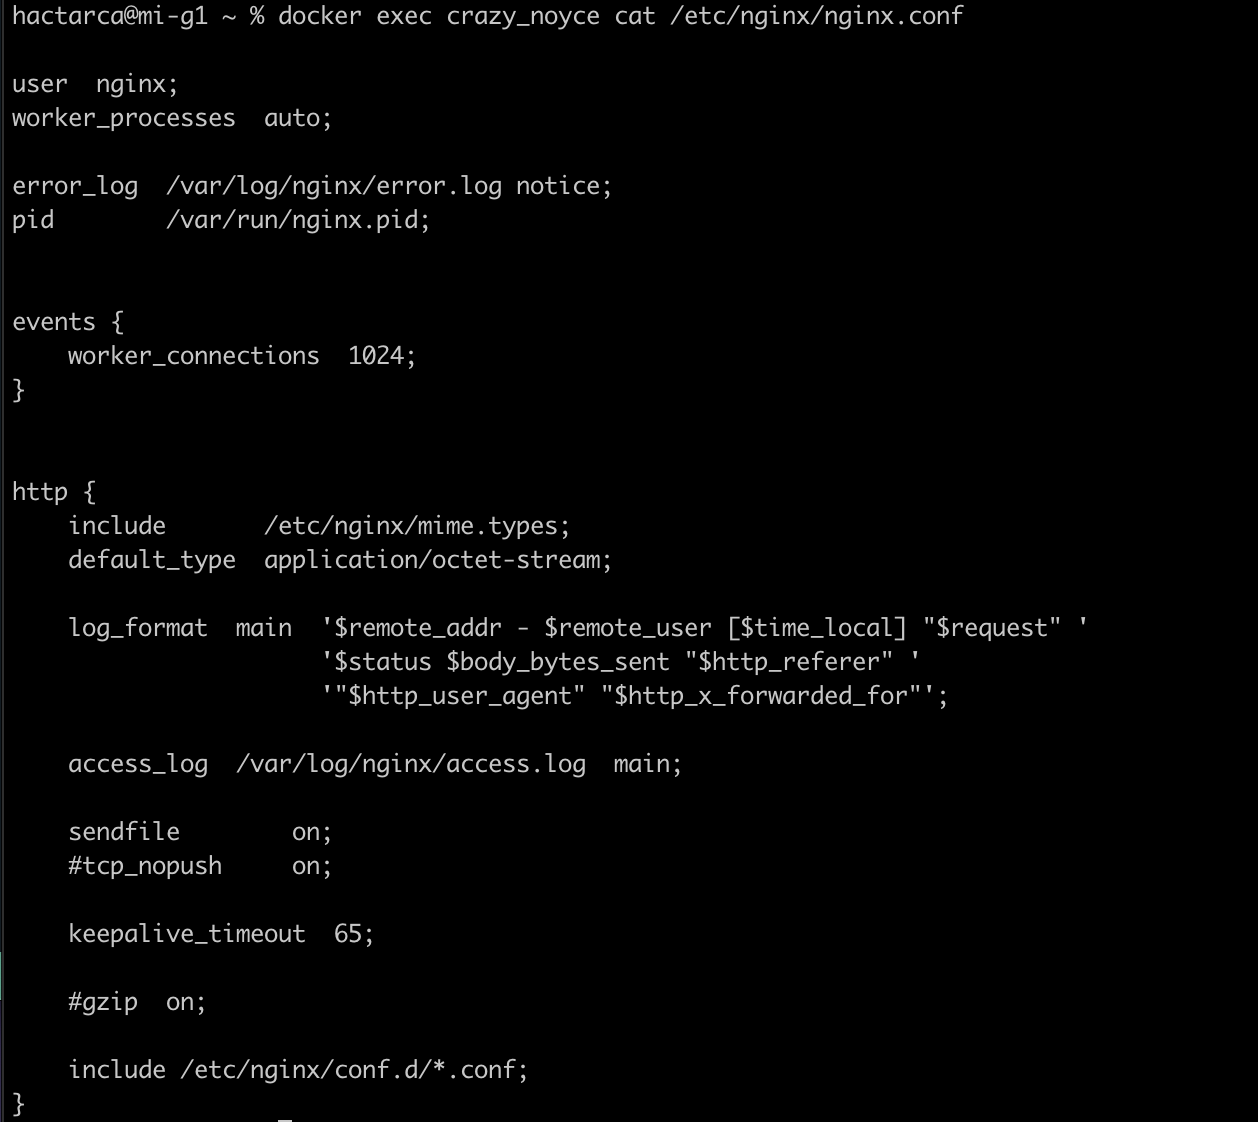 hactarca@mi-g1 ~ % docker exec crazy_noyce cat /etc/nginx/nginx.conf

user  nginx;
worker_processes  auto;

error_log  /var/log/nginx/error.log notice;
pid        /var/run/nginx.pid;


events {
    worker_connections  1024;
}


http {
    include       /etc/nginx/mime.types;
    default_type  application/octet-stream;

    log_format  main  '$remote_addr - $remote_user [$time_local] "$request" '
                      '$status $body_bytes_sent "$http_referer" '
                      '"$http_user_agent" "$http_x_forwarded_for"';

    access_log  /var/log/nginx/access.log  main;

    sendfile        on;
    #tcp_nopush     on;

    keepalive_timeout  65;

    #gzip  on;

    include /etc/nginx/conf.d/*.conf;
}